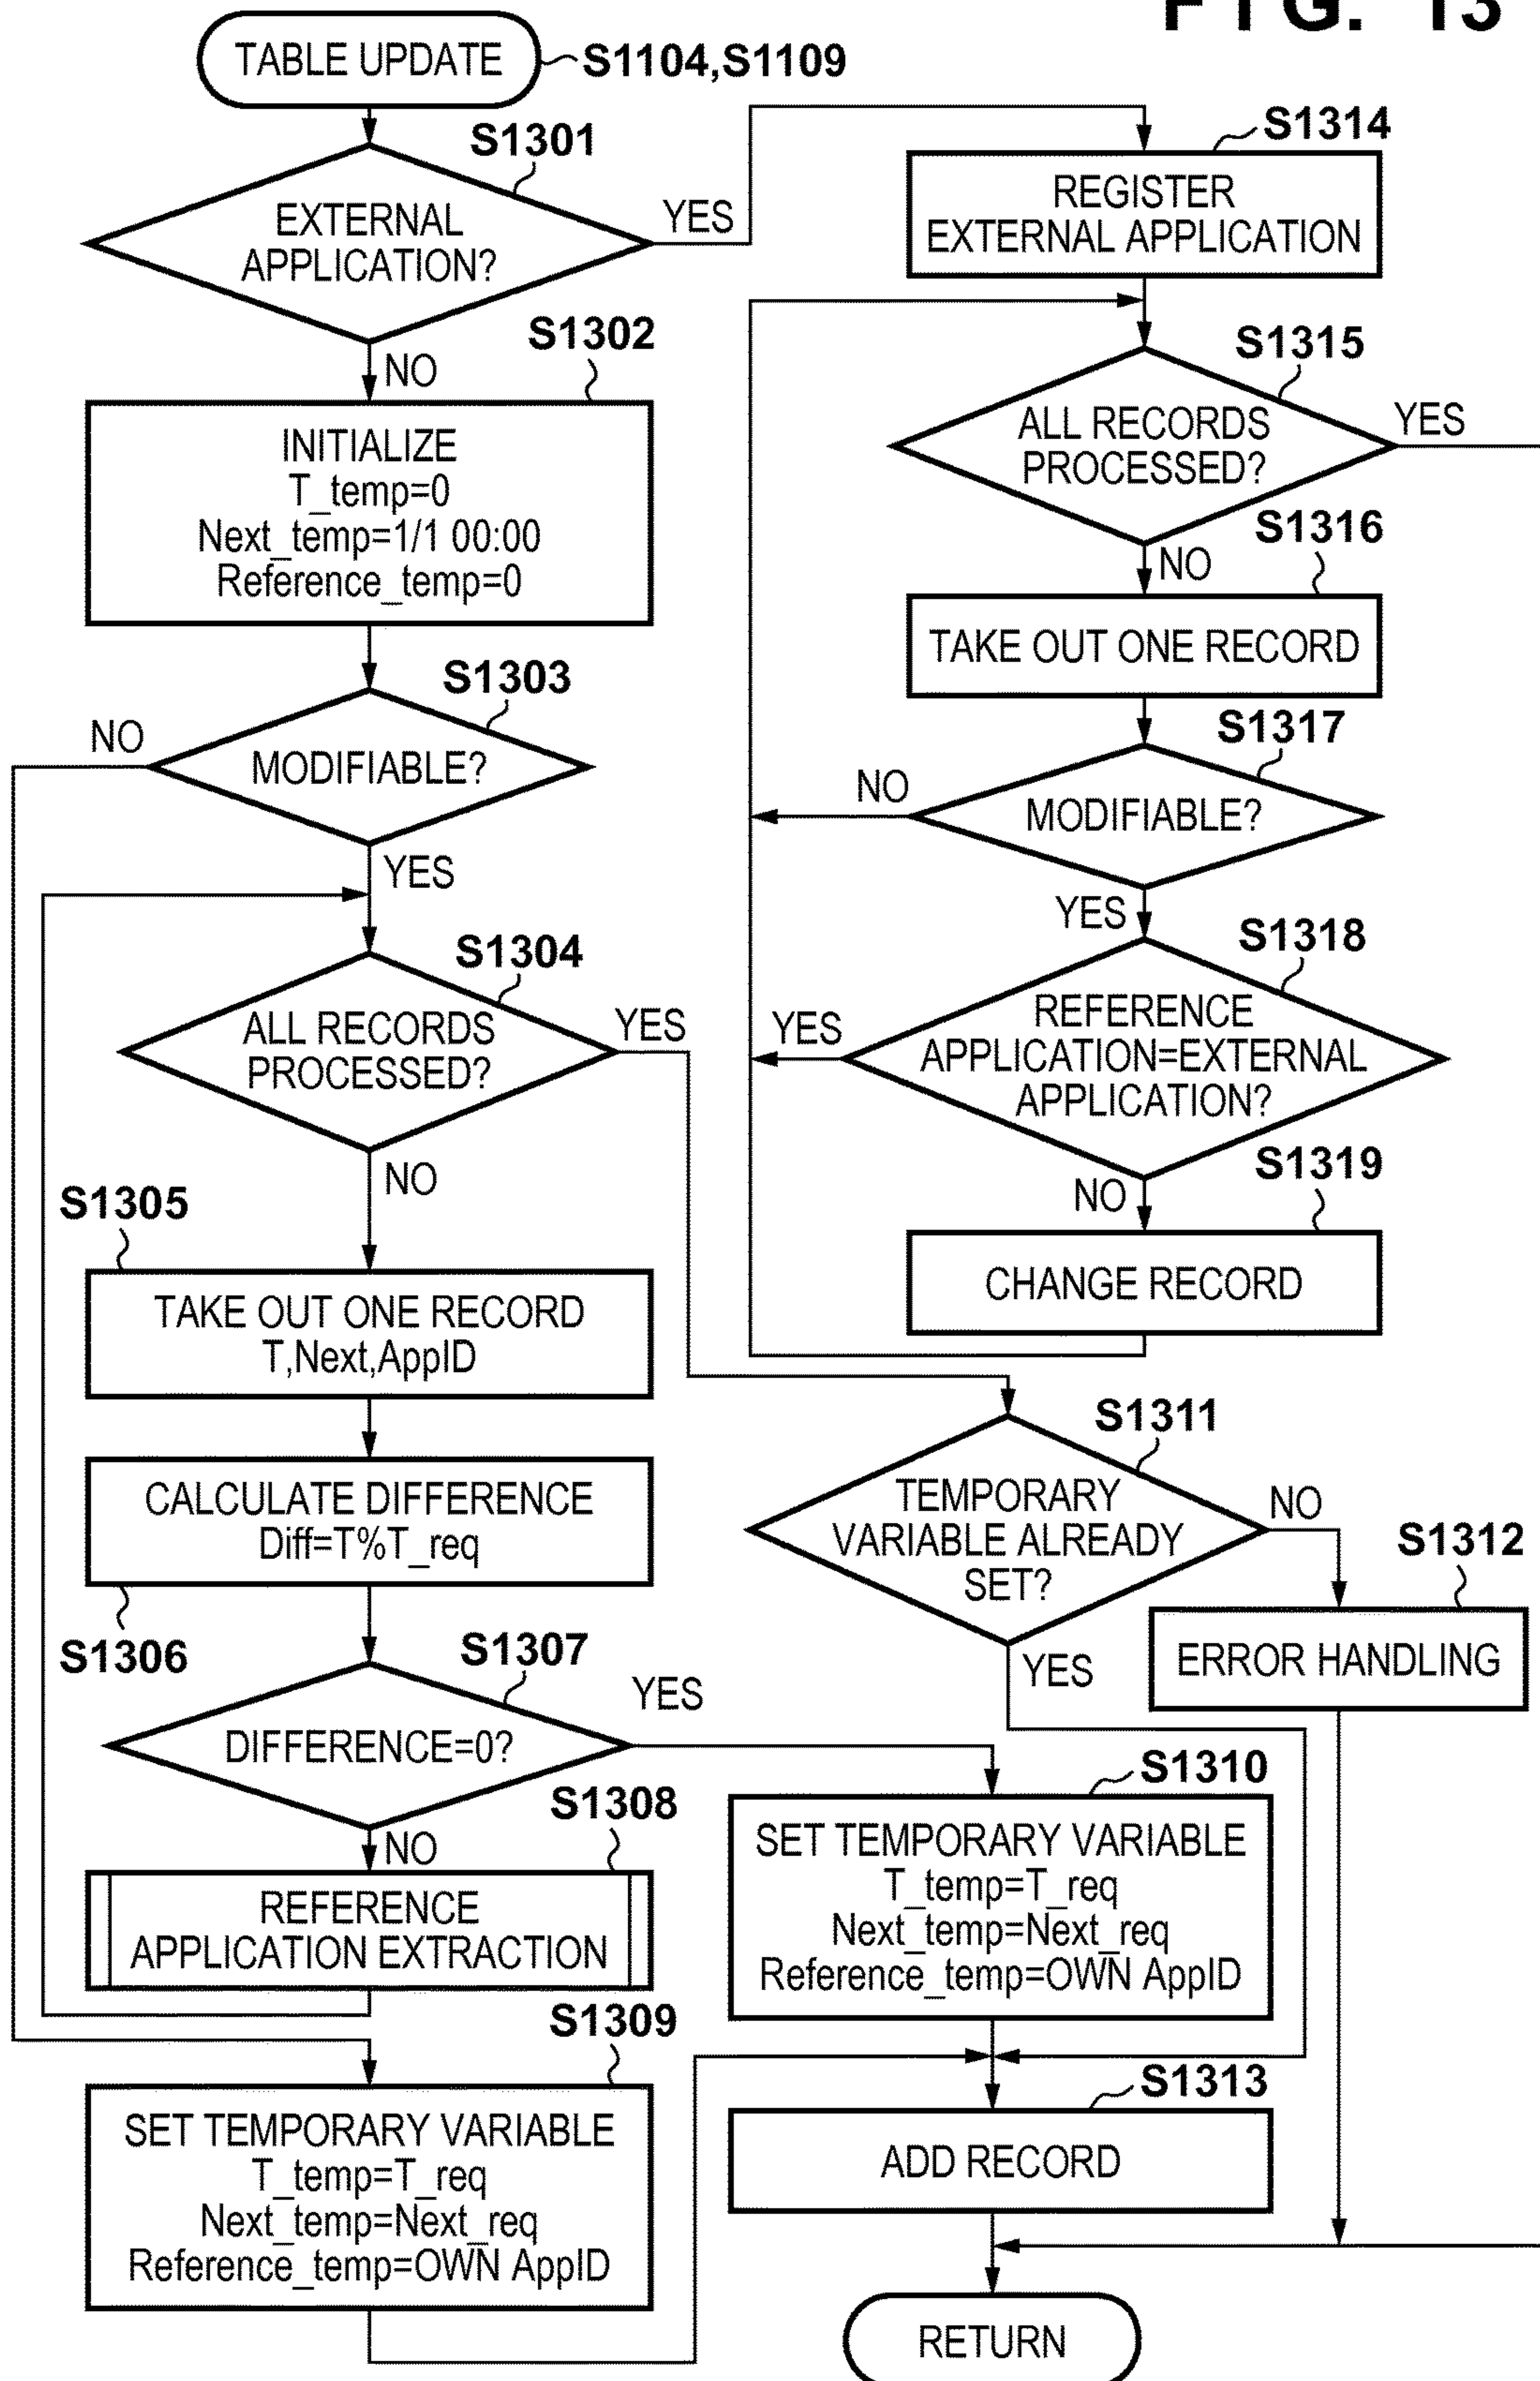 FIG. 13
TABLE UPDATE
S1104,S1109
S1301
EXTERNAL
APPLICATION?
YES
NO
S1302
INITIALIZE
T_temp=0
Next_temp=1/1 00:00
Reference_temp=0
S1303
NO
MODIFIABLE?
YES
S1304
ALL RECORDS
PROCESSED?
YES
NO
S1305
TAKE OUT ONE RECORD
T,Next,AppID
CALCULATE DIFFERENCE
Diff=T%T_req
S1306
S1307
DIFFERENCE=0?
YES
NO
S1308
REFERENCE
APPLICATION EXTRACTION
S1309
SET TEMPORARY VARIABLE
T_temp=T_req
Next_temp=Next_req
Reference_temp=OWN AppID
S1314
REGISTER
EXTERNAL APPLICATION
S1315
ALL RECORDS
PROCESSED?
YES
NO
S1316
TAKE OUT ONE RECORD
S1317
NO
MODIFIABLE?
YES
S1318
YES
REFERENCE
APPLICATION=EXTERNAL
APPLICATION?
NO
S1319
CHANGE RECORD
S1311
TEMPORARY
VARIABLE ALREADY
SET?
NO
YES
S1312
ERROR HANDLING
S1310
SET TEMPORARY VARIABLE
T_temp=T_req
Next_temp=Next_req
Reference_temp=OWN AppID
S1313
ADD RECORD
RETURN